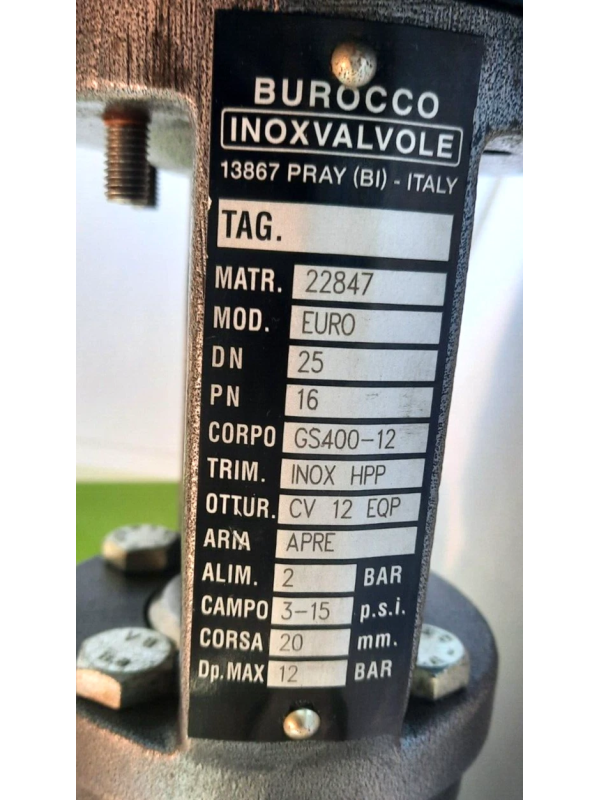 BUROCCO
INOXVALVOLE
13867 PRAY (BI) - ITALY
TAG.
MATR. 22847
MOD. EURO
DN 25
PN 16
CORPO GS400-12
TRIM. INOX HPP
OTTUR. CV 12 EQP
ARIA APRE
ALIM. 2 BAR
CAMPO 3-15 p.s.i.
CORSA 20 mm.
Dp.MAX 12 BAR